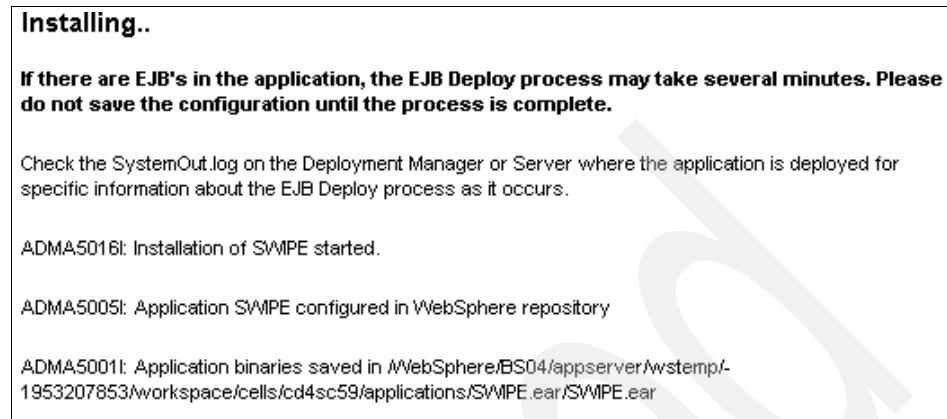 Installing..
If there are EJB's in the application, the EJB Deploy process may take several minutes. Please
do not save the configuration until the process is complete.
Check the SystemOut.log on the Deployment Manager or Server where the application is deployed for
specific information about the EJB Deploy process as it occurs.
ADMA5016I: Installation of SWIPE started.
ADMA5005I: Application SWIPE configured in WebSphere repository
ADMA5001I: Application binaries saved in /WebSphere/BS04/appserver/wstemp/-
1953207853/workspace/cells/cd4sc59/applications/SWIPE.ear/SWIPE.ear